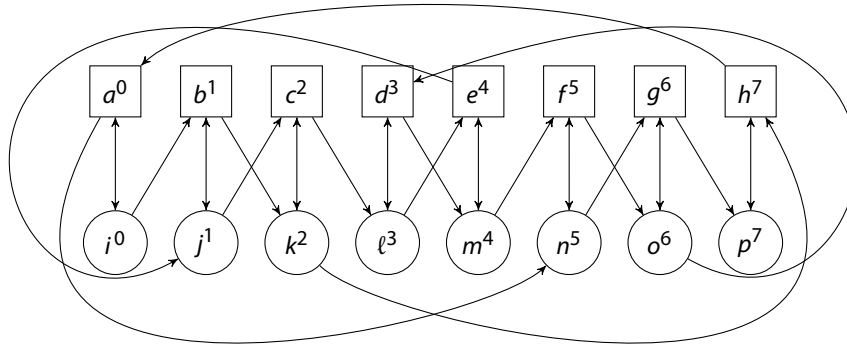 a⁰ b¹ c² d³ e⁴ f⁵ g⁶ h⁷
i⁰ j¹ k² ℓ³ m⁴ n⁵ o⁶ p⁷